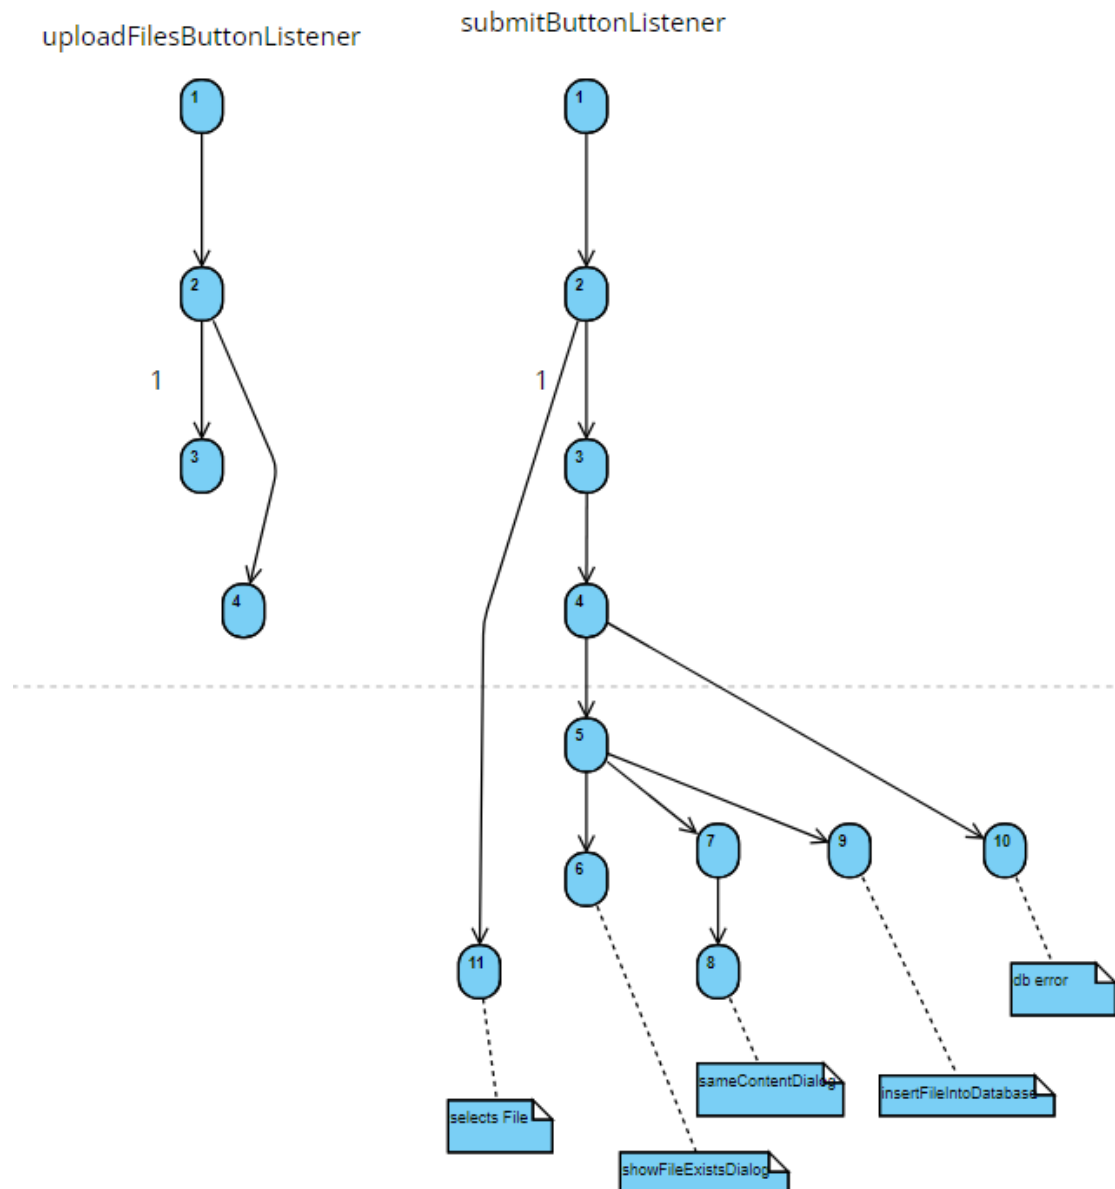 uploadFilesButtonListener
submitButtonListener
1
1
2
2
1
1
3
3
4
4
5
7
9
10
6
11
8
db error
sameContentDialog
insertFileIntoDatabase
selects File
showFileExistsDialog